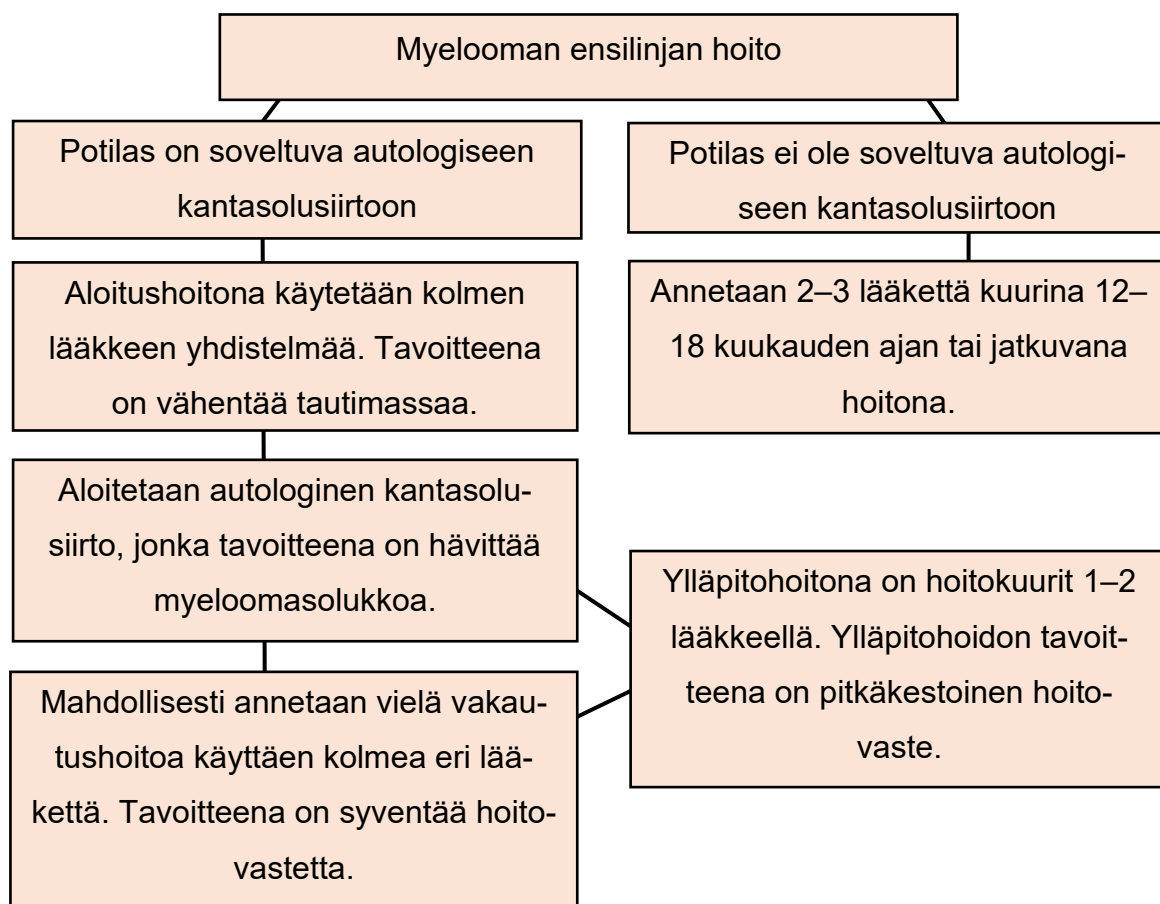 Myelooman ensilinjan hoito
Potilas on soveltuva autologiseen
kantasolusiirtoon
Potilas ei ole soveltuva autologi-
seen kantasolusiirtoon
Aloitushoitona käytetään kolmen
lääkkeen yhdistelmää. Tavoitteena
on vähentää tautimassaa.
Annetaan 2–3 lääkettä kuurina 12–
18 kuukauden ajan tai jatkuvana
hoitona.
Aloitetaan autologinen kantasolu-
siirto, jonka tavoitteena on hävittää
myeloomasolukkoa.
Ylläpitohoitona on hoitokuurit 1–2
lääkkeellä. Ylläpitohoidon tavoit-
teena on pitkäkestoinen hoito-
vaste.
Mahdollisesti annetaan vielä vakau-
tushoitoa käyttäen kolmea eri lää-
kettä. Tavoitteena on syventää hoito-
vastetta.